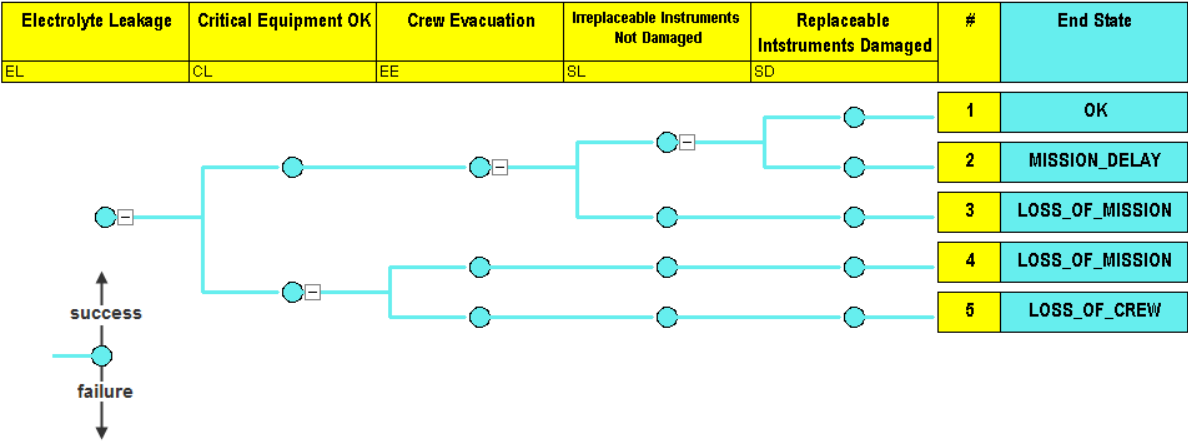 Electrolyte Leakage
Critical Equipment OK
Crew Evacuation
Irreplaceable Instruments
Not Damaged
Replaceable
Intstruments Damaged
#
End State
EL
CL
EE
SL
SD
1
OK
2
MISSION_DELAY
3
LOSS_OF_MISSION
4
LOSS_OF_MISSION
5
LOSS_OF_CREW
success
failure